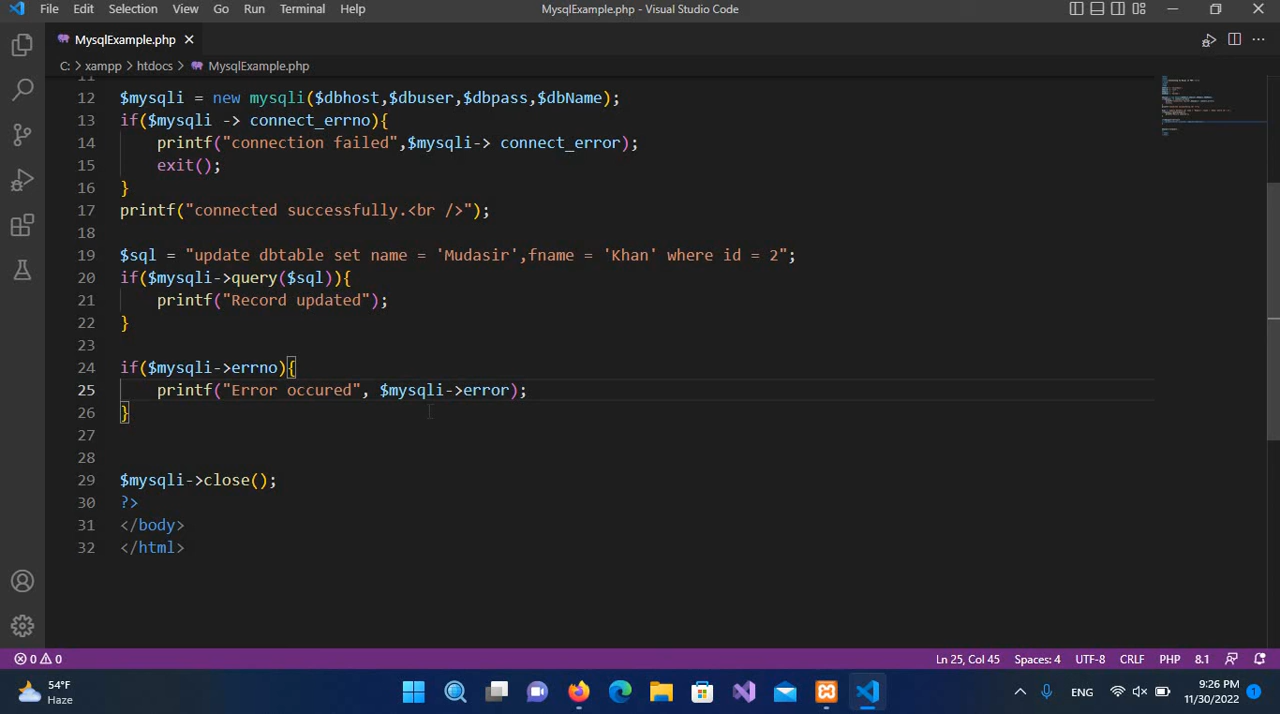 File Edit Selection View Go Run Terminal Help MysqlExample.php - Visual Studio Code
MysqlExample.php
C: > xampp > htdocs > MysqlExample.php
11
12 $mysqli = new mysqli($dbhost,$dbuser,$dbpass,$dbName);
13 if($mysqli -> connect_errno){
14 printf("connection failed",$mysqli-> connect_error);
15 exit();
16 }
17 printf("connected successfully.<br />");
18
19 $sql = "update dbtable set name = 'Mudasir',fname = 'Khan' where id = 2";
20 if($mysqli->query($sql)){
21 printf("Record updated");
22 }
23
24 if($mysqli->errno){
25 printf("Error occured", $mysqli->error);
26 }
27
28
29 $mysqli->close();
30 ?>
31 </body>
32 </html>
0 0 Ln 25, Col 45 Spaces: 4 UTF-8 CRLF PHP 8.1
54°F
Haze
ENG
9:26 PM
11/30/2022
1